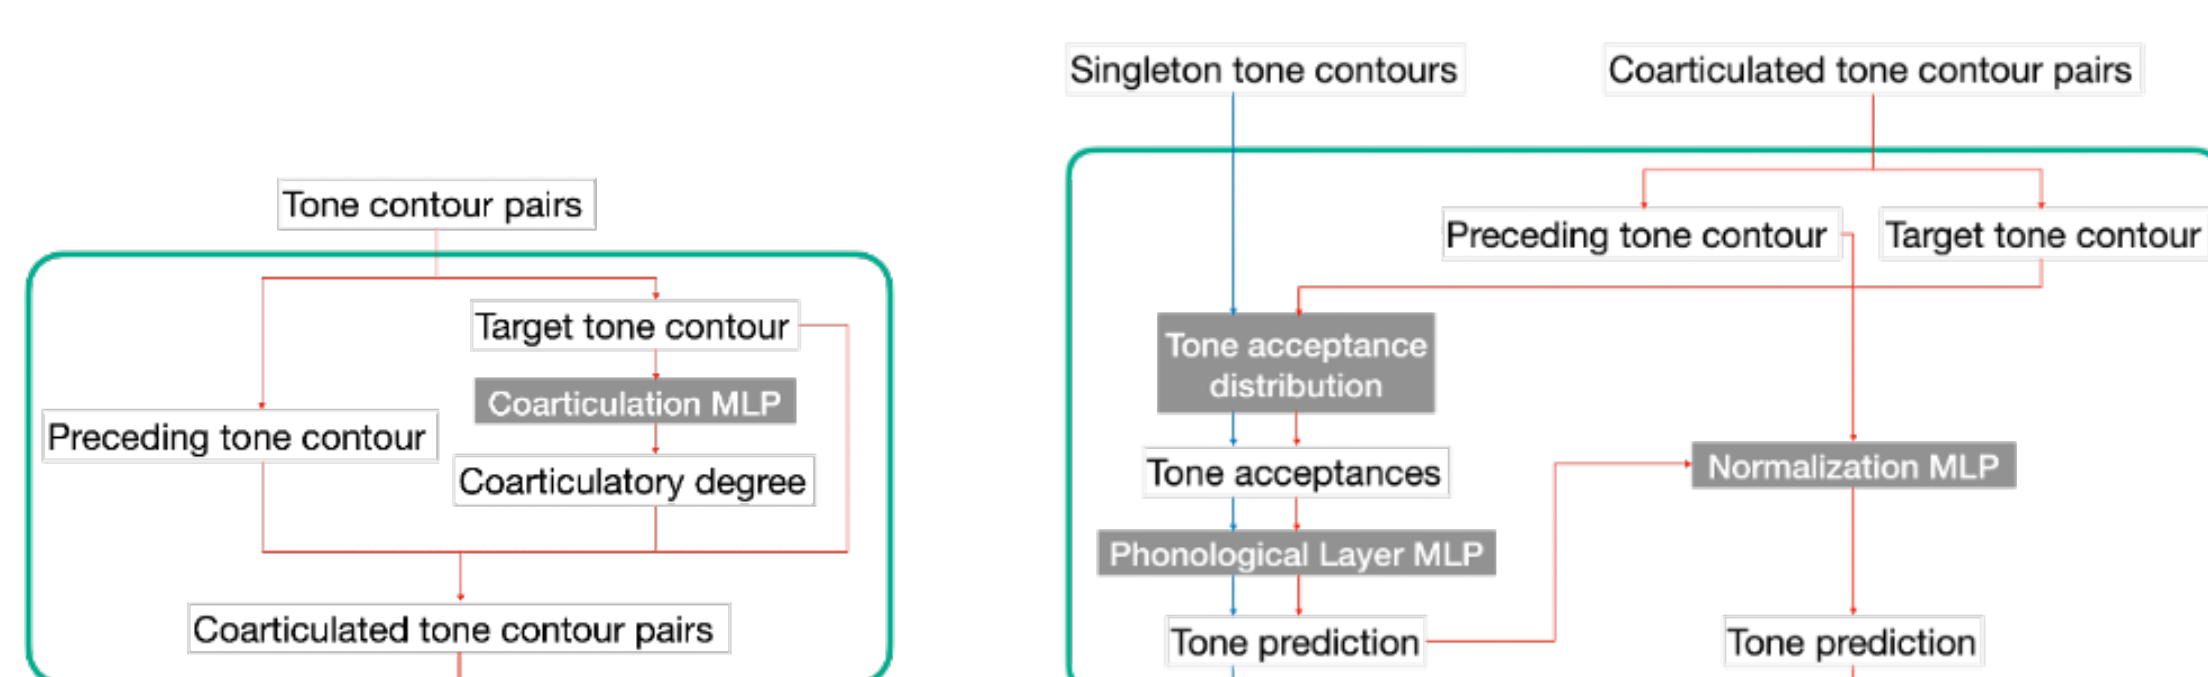 Tone contour pairs
Target tone contour
Coarticulation MLP
Preceding tone contour
Coarticulatory degree
Coarticulated tone contour pairs
Singleton tone contours
Coarticulated tone contour pairs
Preceding tone contour
Target tone contour
Tone acceptance
distribution
Tone acceptances
Normalization MLP
Phonological Layer MLP
Tone prediction
Tone prediction